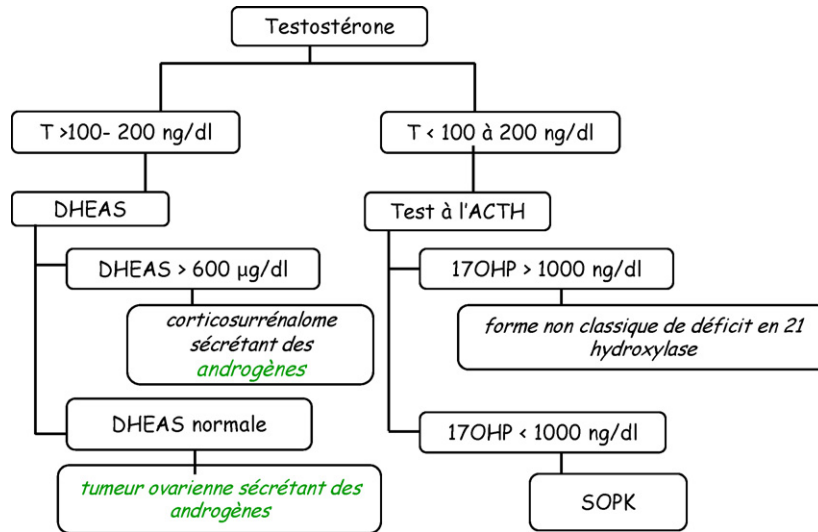 Testostérone
T >100- 200 ng/dl
T < 100 à 200 ng/dl
DHEAS
Test à l'ACTH
DHEAS > 600 µg/dl
17OHP > 1000 ng/dl
corticosurrénalome
sécrétant des
androgènes
forme non classique de déficit en 21
hydroxylase
DHEAS normale
17OHP < 1000 ng/dl
tumeur ovarienne sécrétant des
androgènes
SOPK